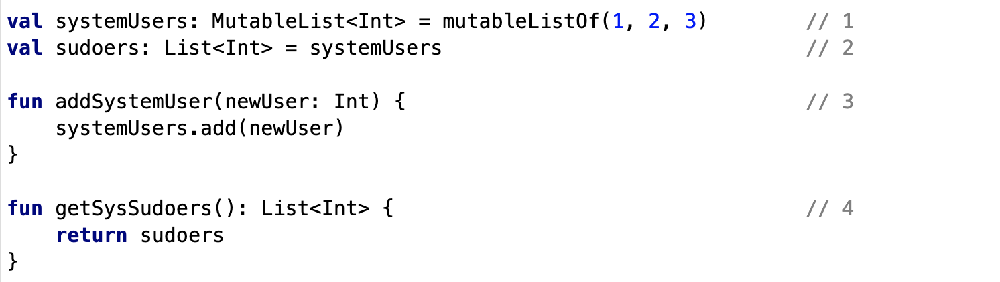 val systemUsers: MutableList<Int> = mutableListOf(1, 2, 3)        // 1
val sudoers: List<Int> = systemUsers                              // 2
fun addSystemUser(newUser: Int) {                                 // 3
    systemUsers.add(newUser)
}
fun getSysSudoers(): List<Int> {                                  // 4
    return sudoers
}